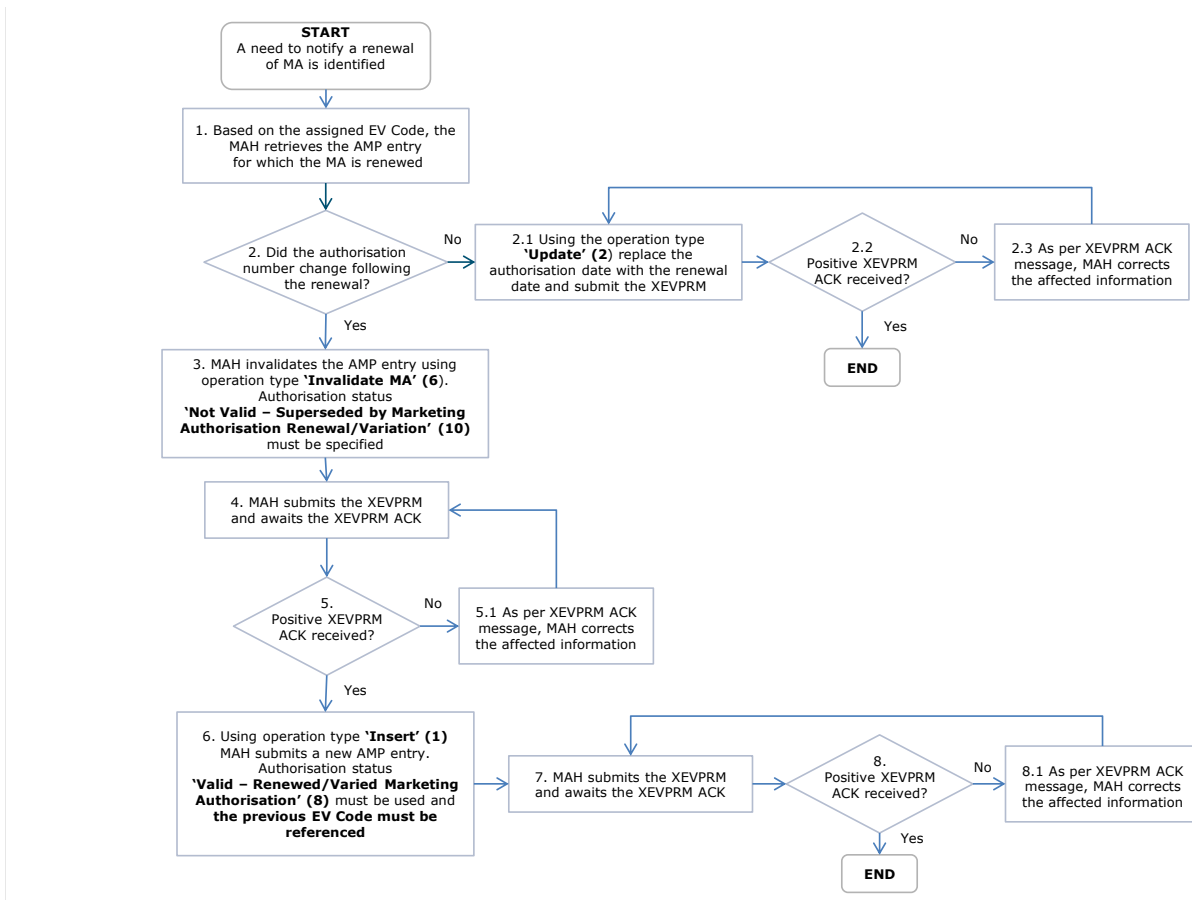 START
A need to notify a renewal
of MA is identified
1. Based on the assigned EV Code, the
MAH retrieves the AMP entry
for which the MA is renewed
2. Did the authorisation
number change following
the renewal?
No
2.1 Using the operation type
‘Update’ (2) replace the
authorisation date with the renewal
date and submit the XEVPRM
2.2
Positive XEVPRM
ACK received?
No
2.3 As per XEVPRM ACK
message, MAH corrects
the affected information
Yes
END
Yes
3. MAH invalidates the AMP entry using
operation type ‘Invalidate MA’ (6).
Authorisation status
‘Not Valid – Superseded by Marketing
Authorisation Renewal/Variation’ (10)
must be specified
4. MAH submits the XEVPRM
and awaits the XEVPRM ACK
5.
Positive XEVPRM
ACK received?
No
5.1 As per XEVPRM ACK
message, MAH corrects
the affected information
Yes
6. Using operation type ‘Insert’ (1)
MAH submits a new AMP entry.
Authorisation status
‘Valid – Renewed/Varied Marketing
Authorisation’ (8) must be used and
the previous EV Code must be
referenced
7. MAH submits the XEVPRM
and awaits the XEVPRM ACK
8.
Positive XEVPRM
ACK received?
No
8.1 As per XEVPRM ACK
message, MAH corrects
the affected information
Yes
END